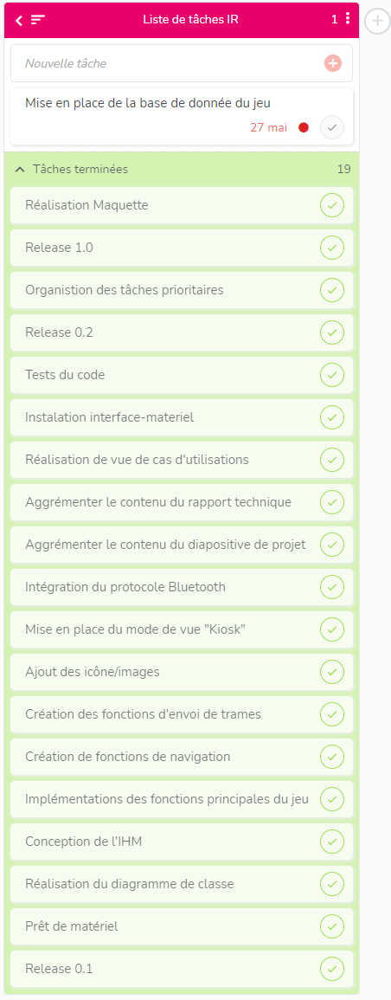 Liste de tâches IR
1
Nouvelle tâche
Mise en place de la base de donnée du jeu
27 mai
Tâches terminées
19
Réalisation Maquette
Release 1.0
Organistion des tâches prioritaires
Release 0.2
Tests du code
Instalation interface-materiel
Réalisation de vue de cas d'utilisations
Aggrémenter le contenu du rapport technique
Aggrémenter le contenu du diapositive de projet
Intégration du protocole Bluetooth
Mise en place du mode de vue "Kiosk"
Ajout des icône/images
Création des fonctions d'envoi de trames
Création de fonctions de navigation
Implémentations des fonctions principales du jeu
Conception de l'IHM
Réalisation du diagramme de classe
Prêt de matériel
Release 0.1